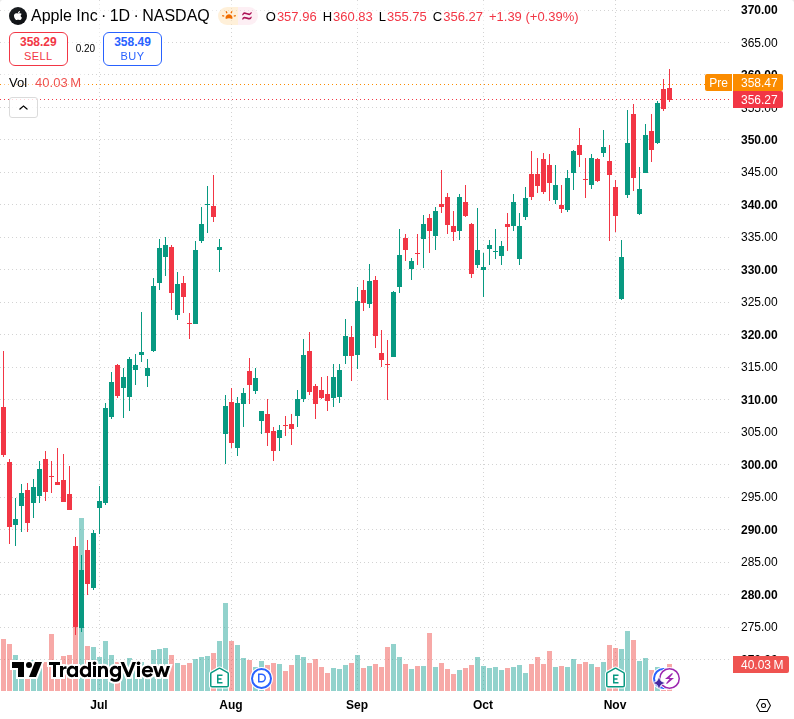 Apple Inc · 1D · NASDAQ O357.96 H360.83 L355.75 C356.27 +1.39 (+0.39%)
358.29 SELL 0.20 358.49 BUY
Vol 40.03 M
370.00
365.00
360.00
Pre 358.47
356.27
355.00
350.00
345.00
340.00
335.00
330.00
325.00
320.00
315.00
310.00
305.00
300.00
295.00
290.00
285.00
280.00
275.00
40.03 M
TradingView
E D E
Jul Aug Sep Oct Nov